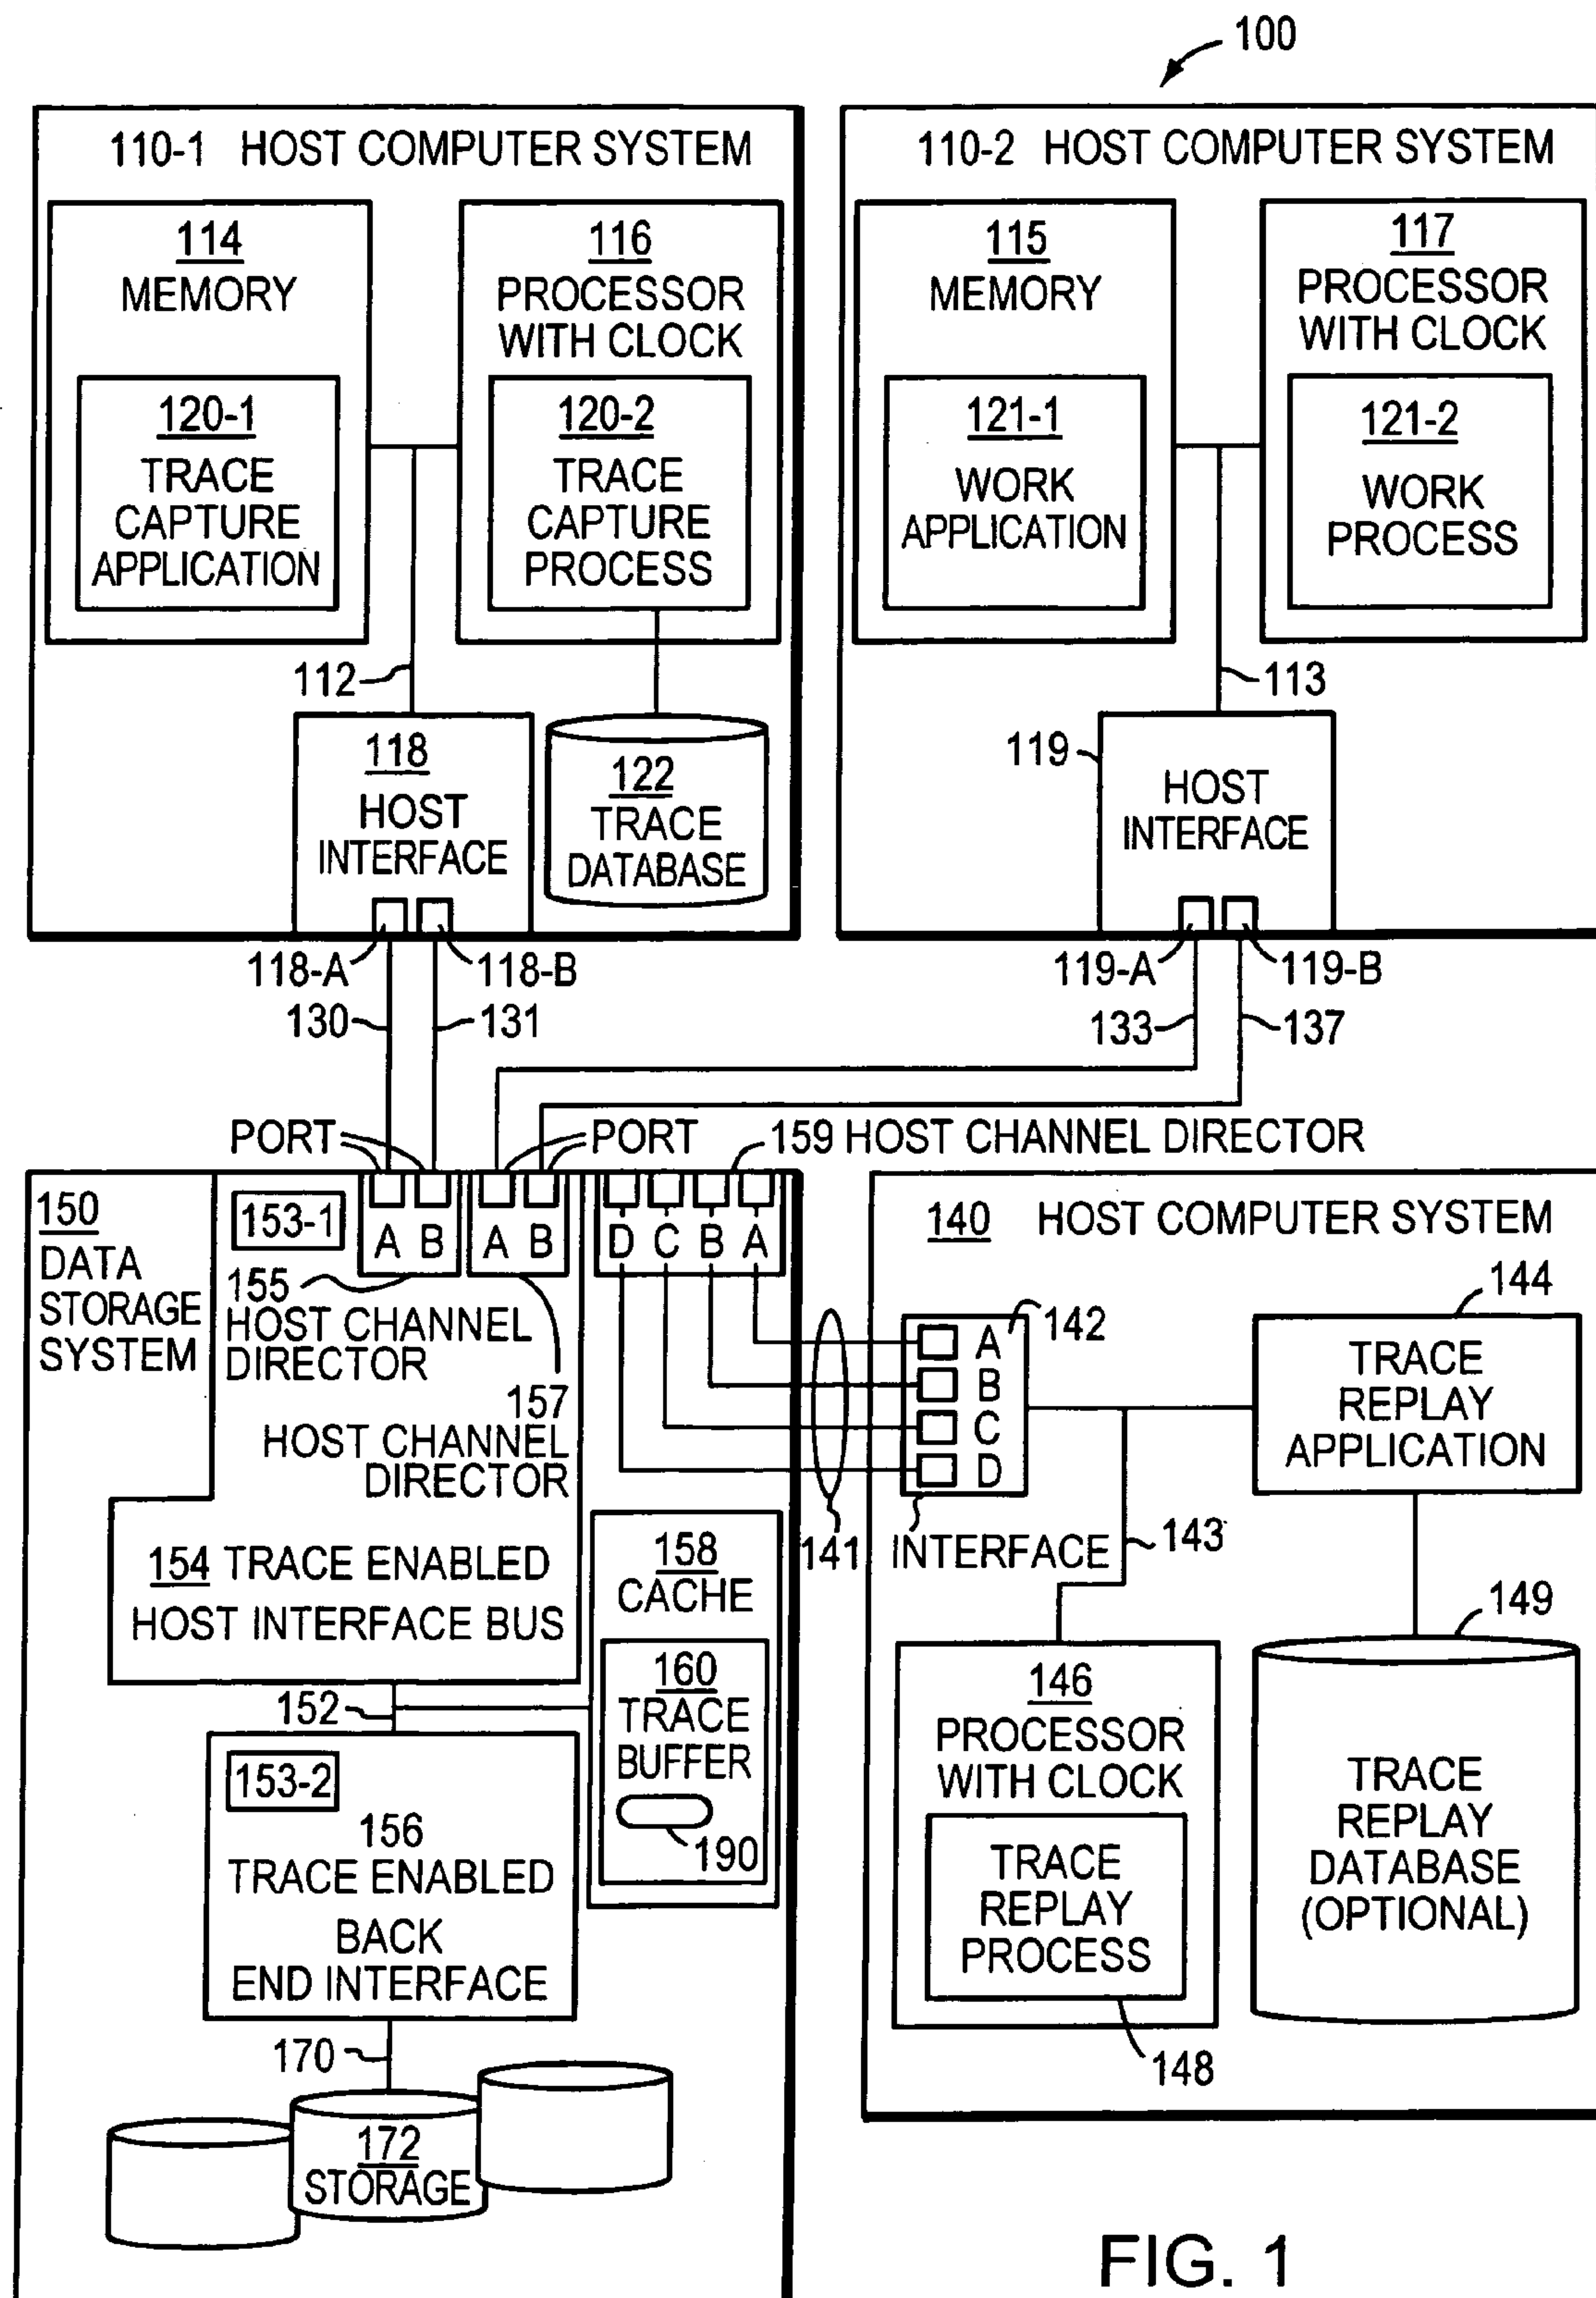 100
110-1 HOST COMPUTER SYSTEM
114
MEMORY
120-1
TRACE
CAPTURE
APPLICATION
116
PROCESSOR
WITH CLOCK
120-2
TRACE
CAPTURE
PROCESS
112
118
HOST
INTERFACE
122
TRACE
DATABASE
118-A
118-B
130
131
110-2 HOST COMPUTER SYSTEM
115
MEMORY
121-1
WORK
APPLICATION
117
PROCESSOR
WITH CLOCK
121-2
WORK
PROCESS
113
119
HOST
INTERFACE
119-A
119-B
133
137
PORT
PORT
159 HOST CHANNEL DIRECTOR
150
DATA
STORAGE
SYSTEM
153-1
A B
A B
D C B A
155
HOST CHANNEL
DIRECTOR
157
HOST CHANNEL
DIRECTOR
154 TRACE ENABLED
HOST INTERFACE BUS
152
158
CACHE
160
TRACE
BUFFER
190
153-2
156
TRACE ENABLED
BACK
END INTERFACE
170
172
STORAGE
141
140 HOST COMPUTER SYSTEM
142
A
B
C
D
INTERFACE
143
144
TRACE
REPLAY
APPLICATION
146
PROCESSOR
WITH CLOCK
TRACE
REPLAY
PROCESS
148
149
TRACE
REPLAY
DATABASE
(OPTIONAL)
FIG. 1